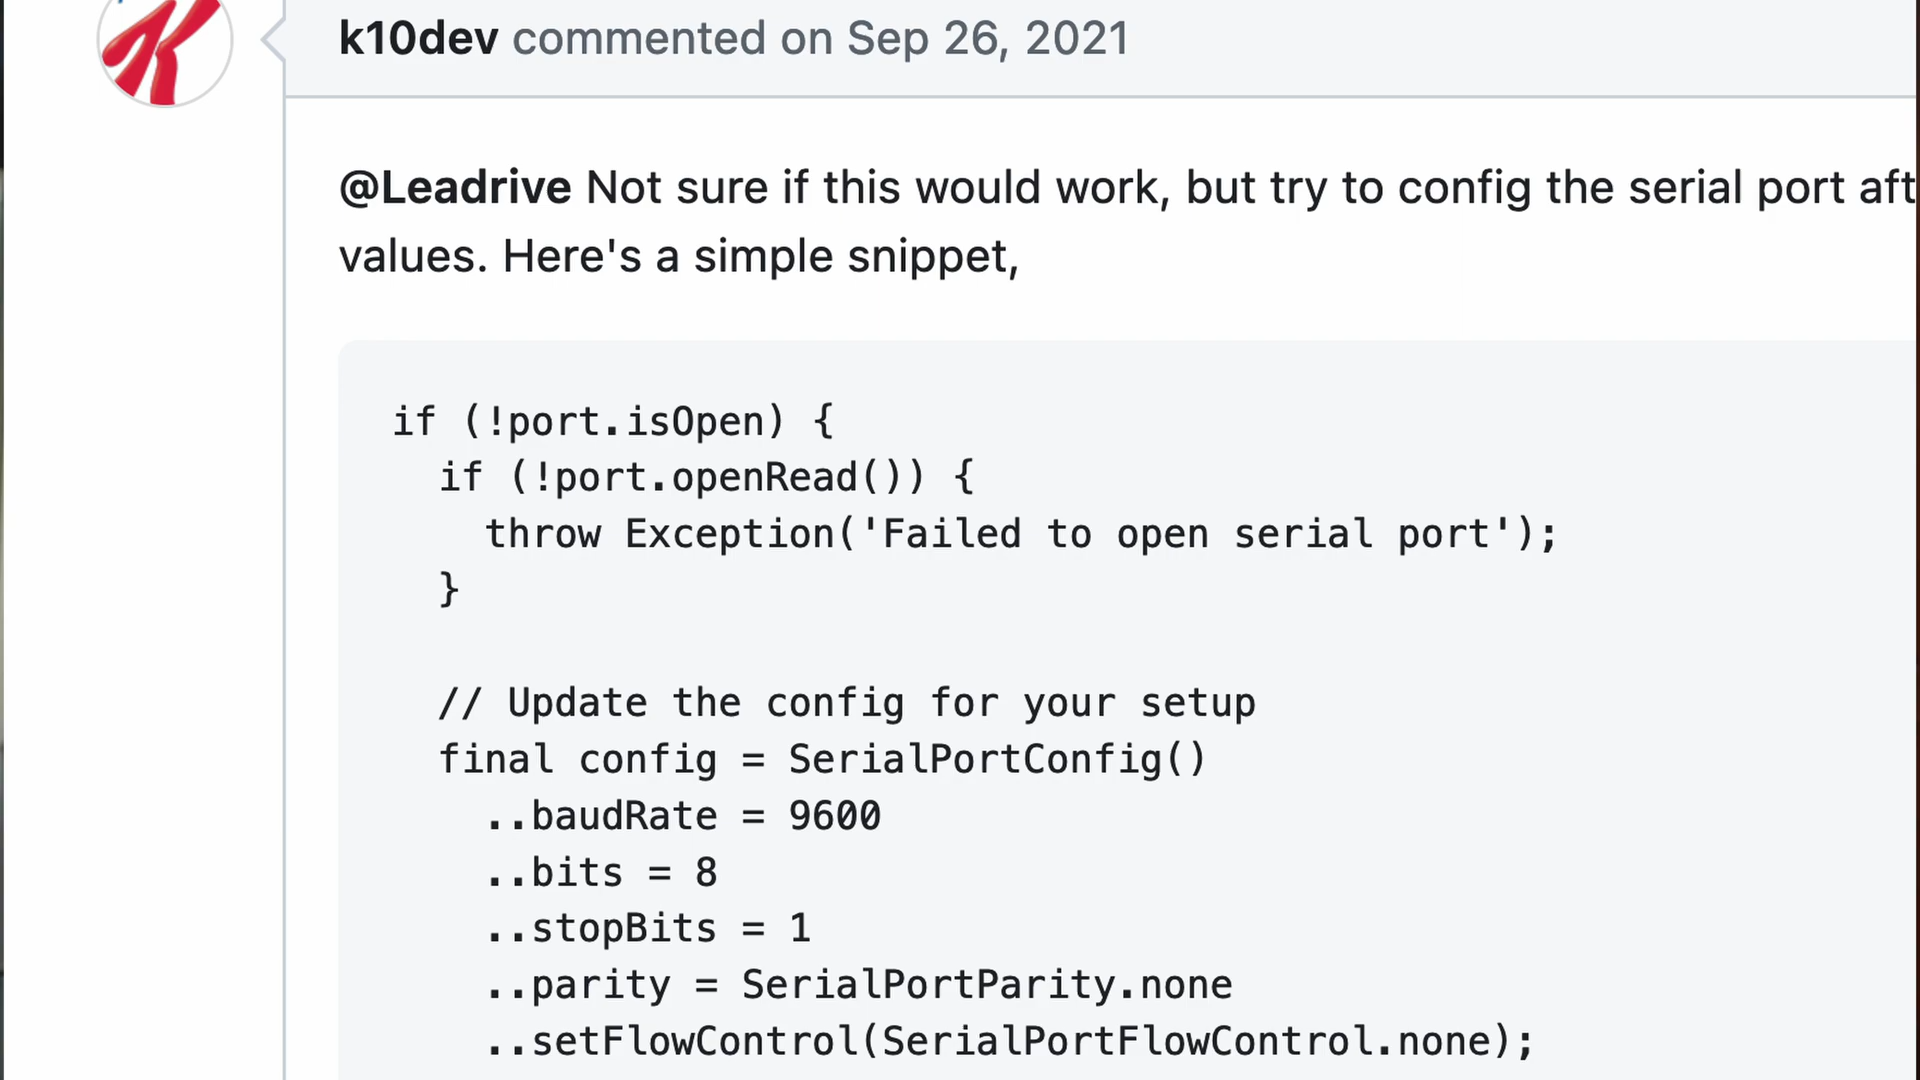 k10dev commented on Sep 26, 2021
@Leadrive Not sure if this would work, but try to config the serial port
values. Here's a simple snippet,
if (!port.isOpen) {
  if (!port.openRead()) {
    throw Exception('Failed to open serial port');
  }
  // Update the config for your setup
  final config = SerialPortConfig()
    ..baudRate = 9600
    ..bits = 8
    ..stopBits = 1
    ..parity = SerialPortParity.none
    ..setFlowControl(SerialPortFlowControl.none);